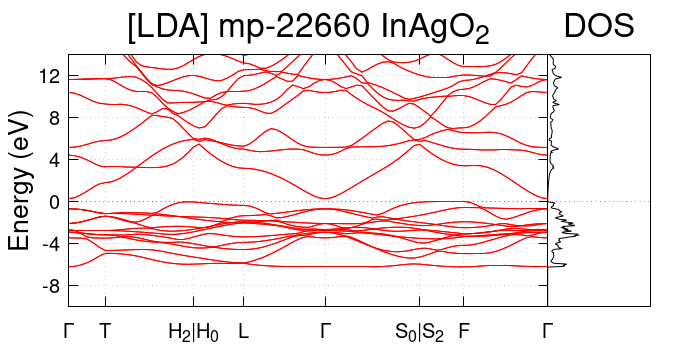 [LDA] mp-22660 InAgO₂ DOS
Energy (eV)
12
8
4
0
-4
-8
Γ T H₂|H₀ L Γ S₀|S₂ F Γ